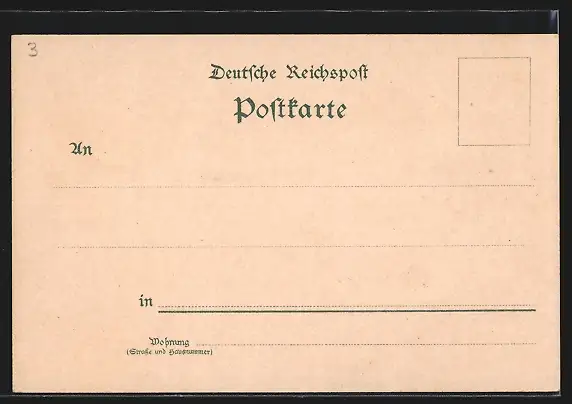 3
Deutſche Reichspoſt
Poſtkarte
An
in
Wohnung
(Straße und Hausnummer)